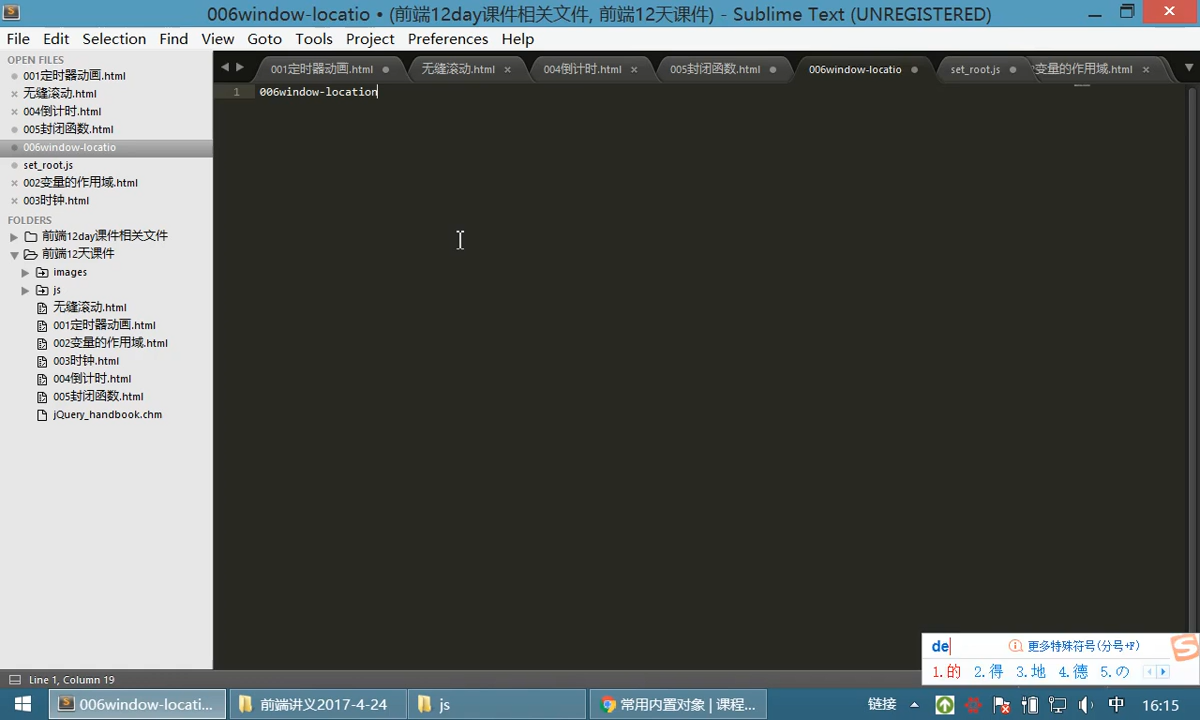 006window-locatio • (前端12day课件相关文件, 前端12天课件) - Sublime Text (UNREGISTERED)
File Edit Selection Find View Goto Tools Project Preferences Help
OPEN FILES
001定时器动画.html
无缝滚动.html
004倒计时.html
005封闭函数.html
006window-locatio
set_root.js
002变量的作用域.html
003时钟.html
FOLDERS
前端12day课件相关文件
前端12天课件
images
js
无缝滚动.html
001定时器动画.html
002变量的作用域.html
003时钟.html
004倒计时.html
005封闭函数.html
jQuery_handbook.chm
001定时器动画.html 无缝滚动.html 004倒计时.html 005封闭函数.html 006window-locatio set_root.js 变量的作用域.html
1 006window-location
de 更多特殊符号(分号+F)
1.的 2.得 3.地 4.德 5.の
Line 1, Column 19
006window-locati... 前端讲义2017-4-24 js 常用内置对象 | 课程... 链接 中 16:15